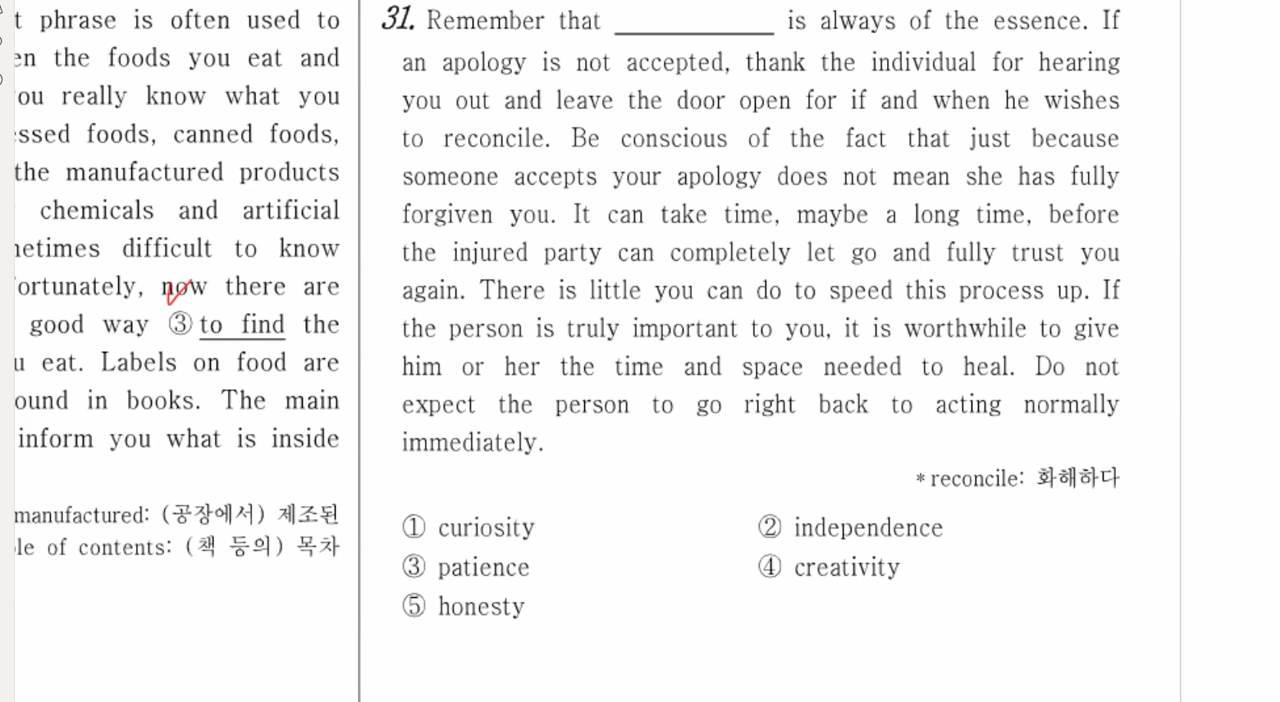 t phrase is often used to
en the foods you eat and
ou really know what you
ssed foods, canned foods,
the manufactured products
chemicals and artificial
netimes difficult to know
ortunately, now there are
good way ③ to find the
u eat. Labels on food are
ound in books. The main
inform you what is inside
manufactured: (공장에서) 제조된
le of contents: (책 등의) 목차
31. Remember that ____________ is always of the essence. If
an apology is not accepted, thank the individual for hearing
you out and leave the door open for if and when he wishes
to reconcile. Be conscious of the fact that just because
someone accepts your apology does not mean she has fully
forgiven you. It can take time, maybe a long time, before
the injured party can completely let go and fully trust you
again. There is little you can do to speed this process up. If
the person is truly important to you, it is worthwhile to give
him or her the time and space needed to heal. Do not
expect the person to go right back to acting normally
immediately.
* reconcile: 화해하다
① curiosity ② independence
③ patience ④ creativity
⑤ honesty